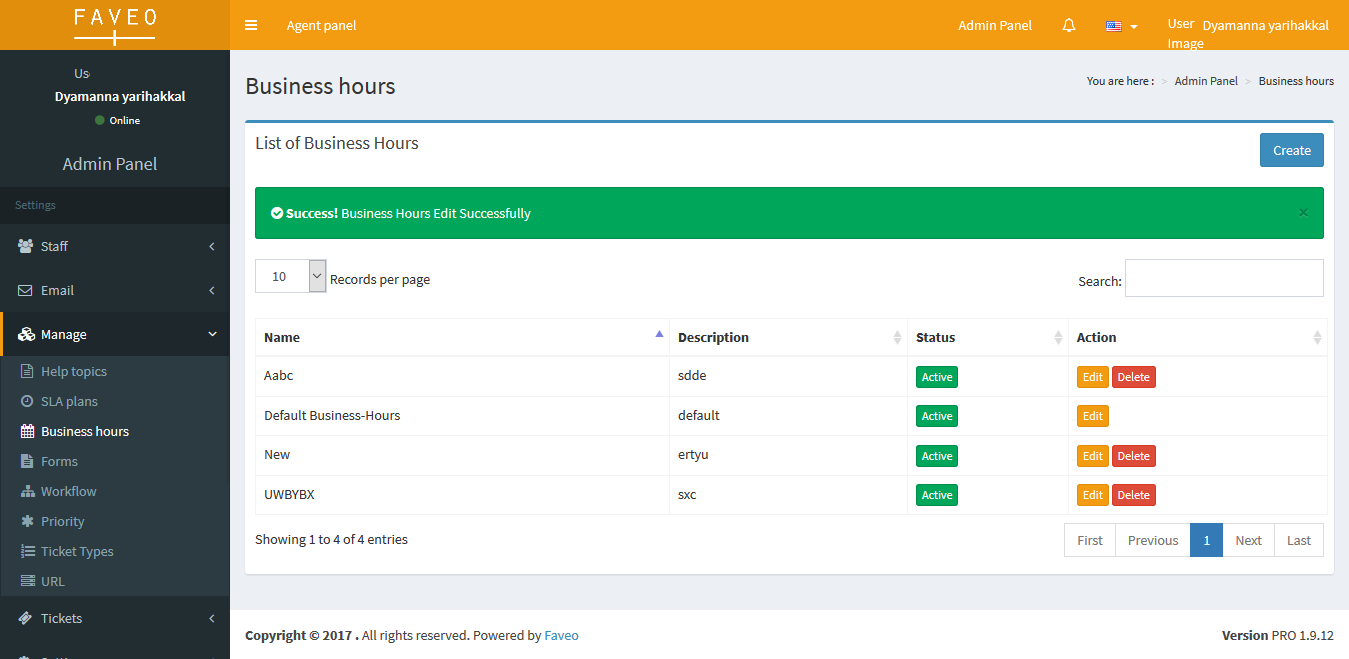 FAVEO
Agent panel
Admin Panel
User Image
Dyamanna yarihakkal
Us
Dyamanna yarihakkal
Online
Admin Panel
Settings
Staff
Email
Manage
Help topics
SLA plans
Business hours
Forms
Workflow
Priority
Ticket Types
URL
Tickets
Business hours
You are here : > Admin Panel > Business hours
List of Business Hours
Create
Success! Business Hours Edit Successfully ×
10 Records per page
Search:
Name Description Status Action
Aabc sdde Active Edit Delete
Default Business-Hours default Active Edit
New ertyu Active Edit Delete
UWBYBX sxc Active Edit Delete
Showing 1 to 4 of 4 entries
First Previous 1 Next Last
Copyright © 2017 . All rights reserved. Powered by Faveo
Version PRO 1.9.12